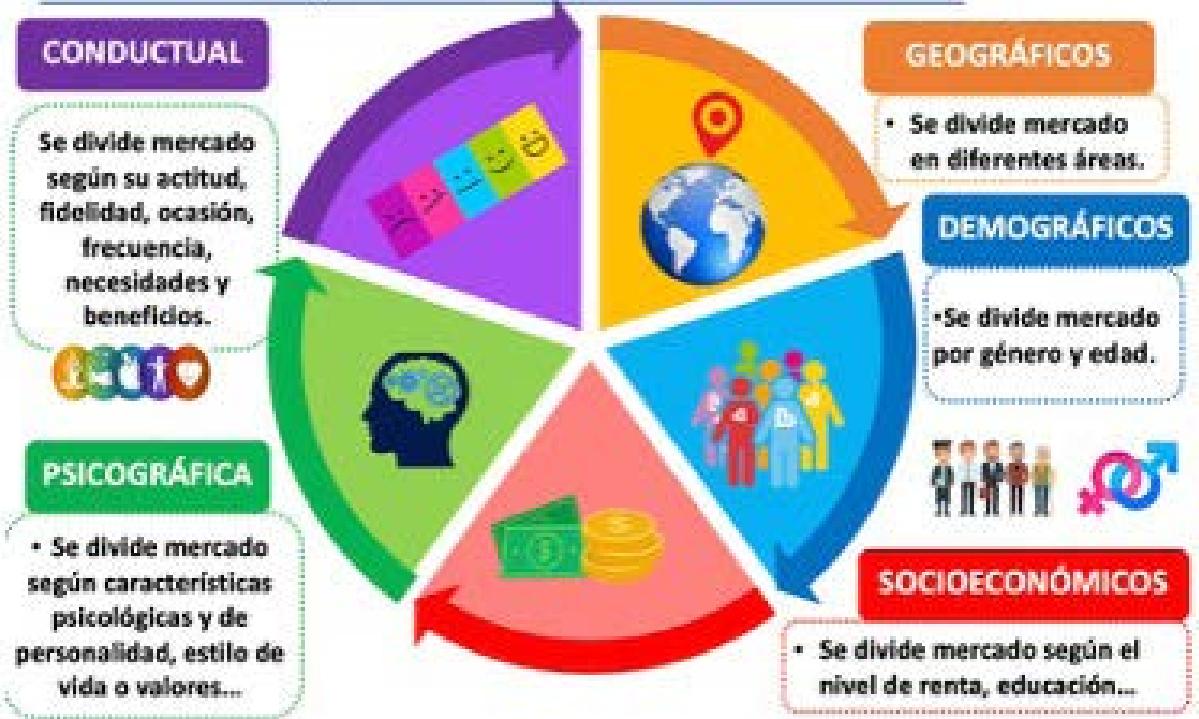 CONDUCTUAL
Se divide mercado
según su actitud,
fidelidad, ocasión,
frecuencia,
necesidades y
beneficios.
GEOGRÁFICOS
• Se divide mercado
en diferentes áreas.
DEMOGRÁFICOS
•Se divide mercado
por género y edad.
PSICOGRÁFICA
• Se divide mercado
según características
psicológicas y de
personalidad, estilo de
vida o valores...
SOCIOECONÓMICOS
• Se divide mercado según el
nivel de renta, educación...